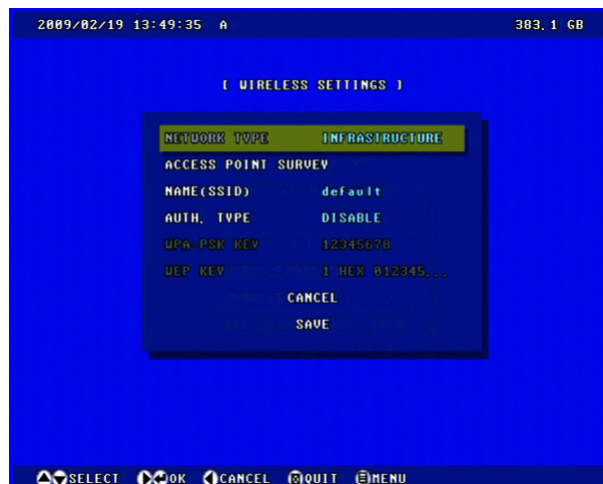 2009/02/19 13:49:35 A 383.1 GB
[ WIRELESS SETTINGS ]
NETWORK TYPE INFRASTRUCTURE
ACCESS POINT SURVEY
NAME(SSID) default
AUTH. TYPE DISABLE
WPA-PSK KEY 12345678
WEP KEY 1 HEX 012345...
CANCEL
SAVE
SELECT OK CANCEL QUIT MENU